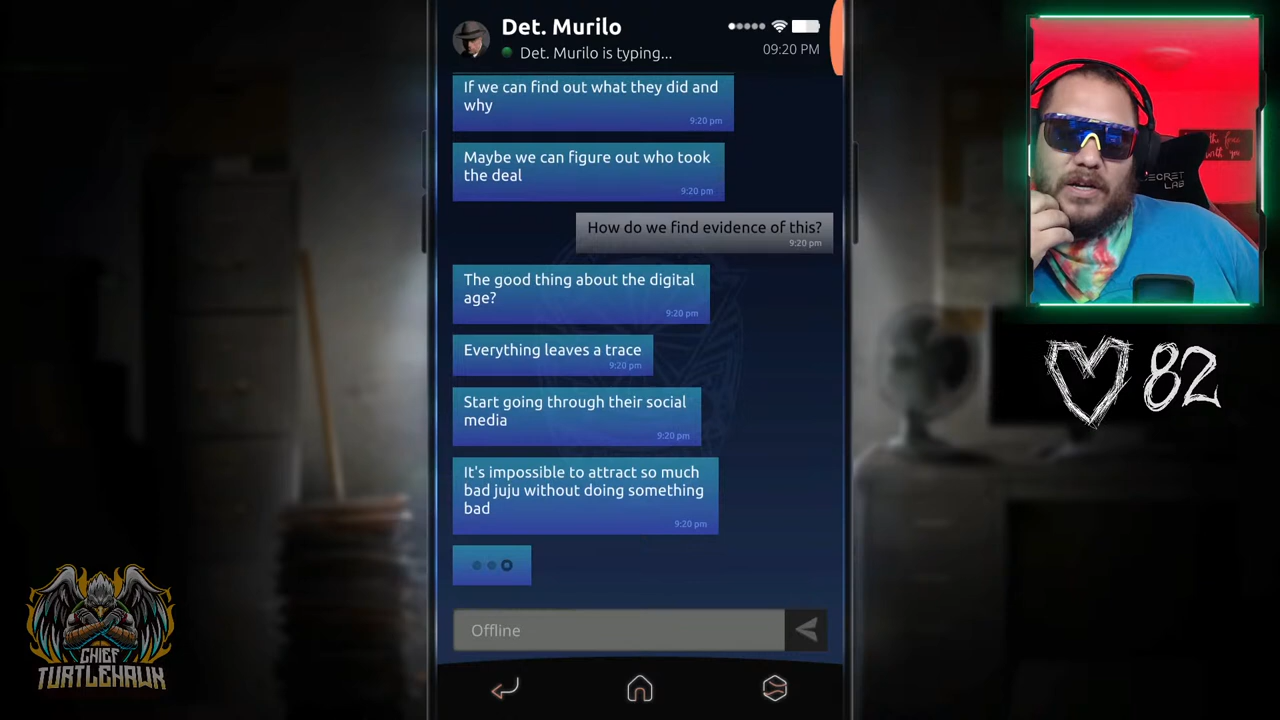 Det. Murilo
Det. Murilo is typing...
09:20 PM
If we can find out what they did and
why
9:20 pm
Maybe we can figure out who took
the deal
9:20 pm
How do we find evidence of this?
9:20 pm
The good thing about the digital
age?
9:20 pm
Everything leaves a trace
9:20 pm
Start going through their social
media
9:20 pm
It's impossible to attract so much
bad juju without doing something
bad
9:20 pm
Offline
SECRET
LAB
82
CHIEF
TURTLEHAWK